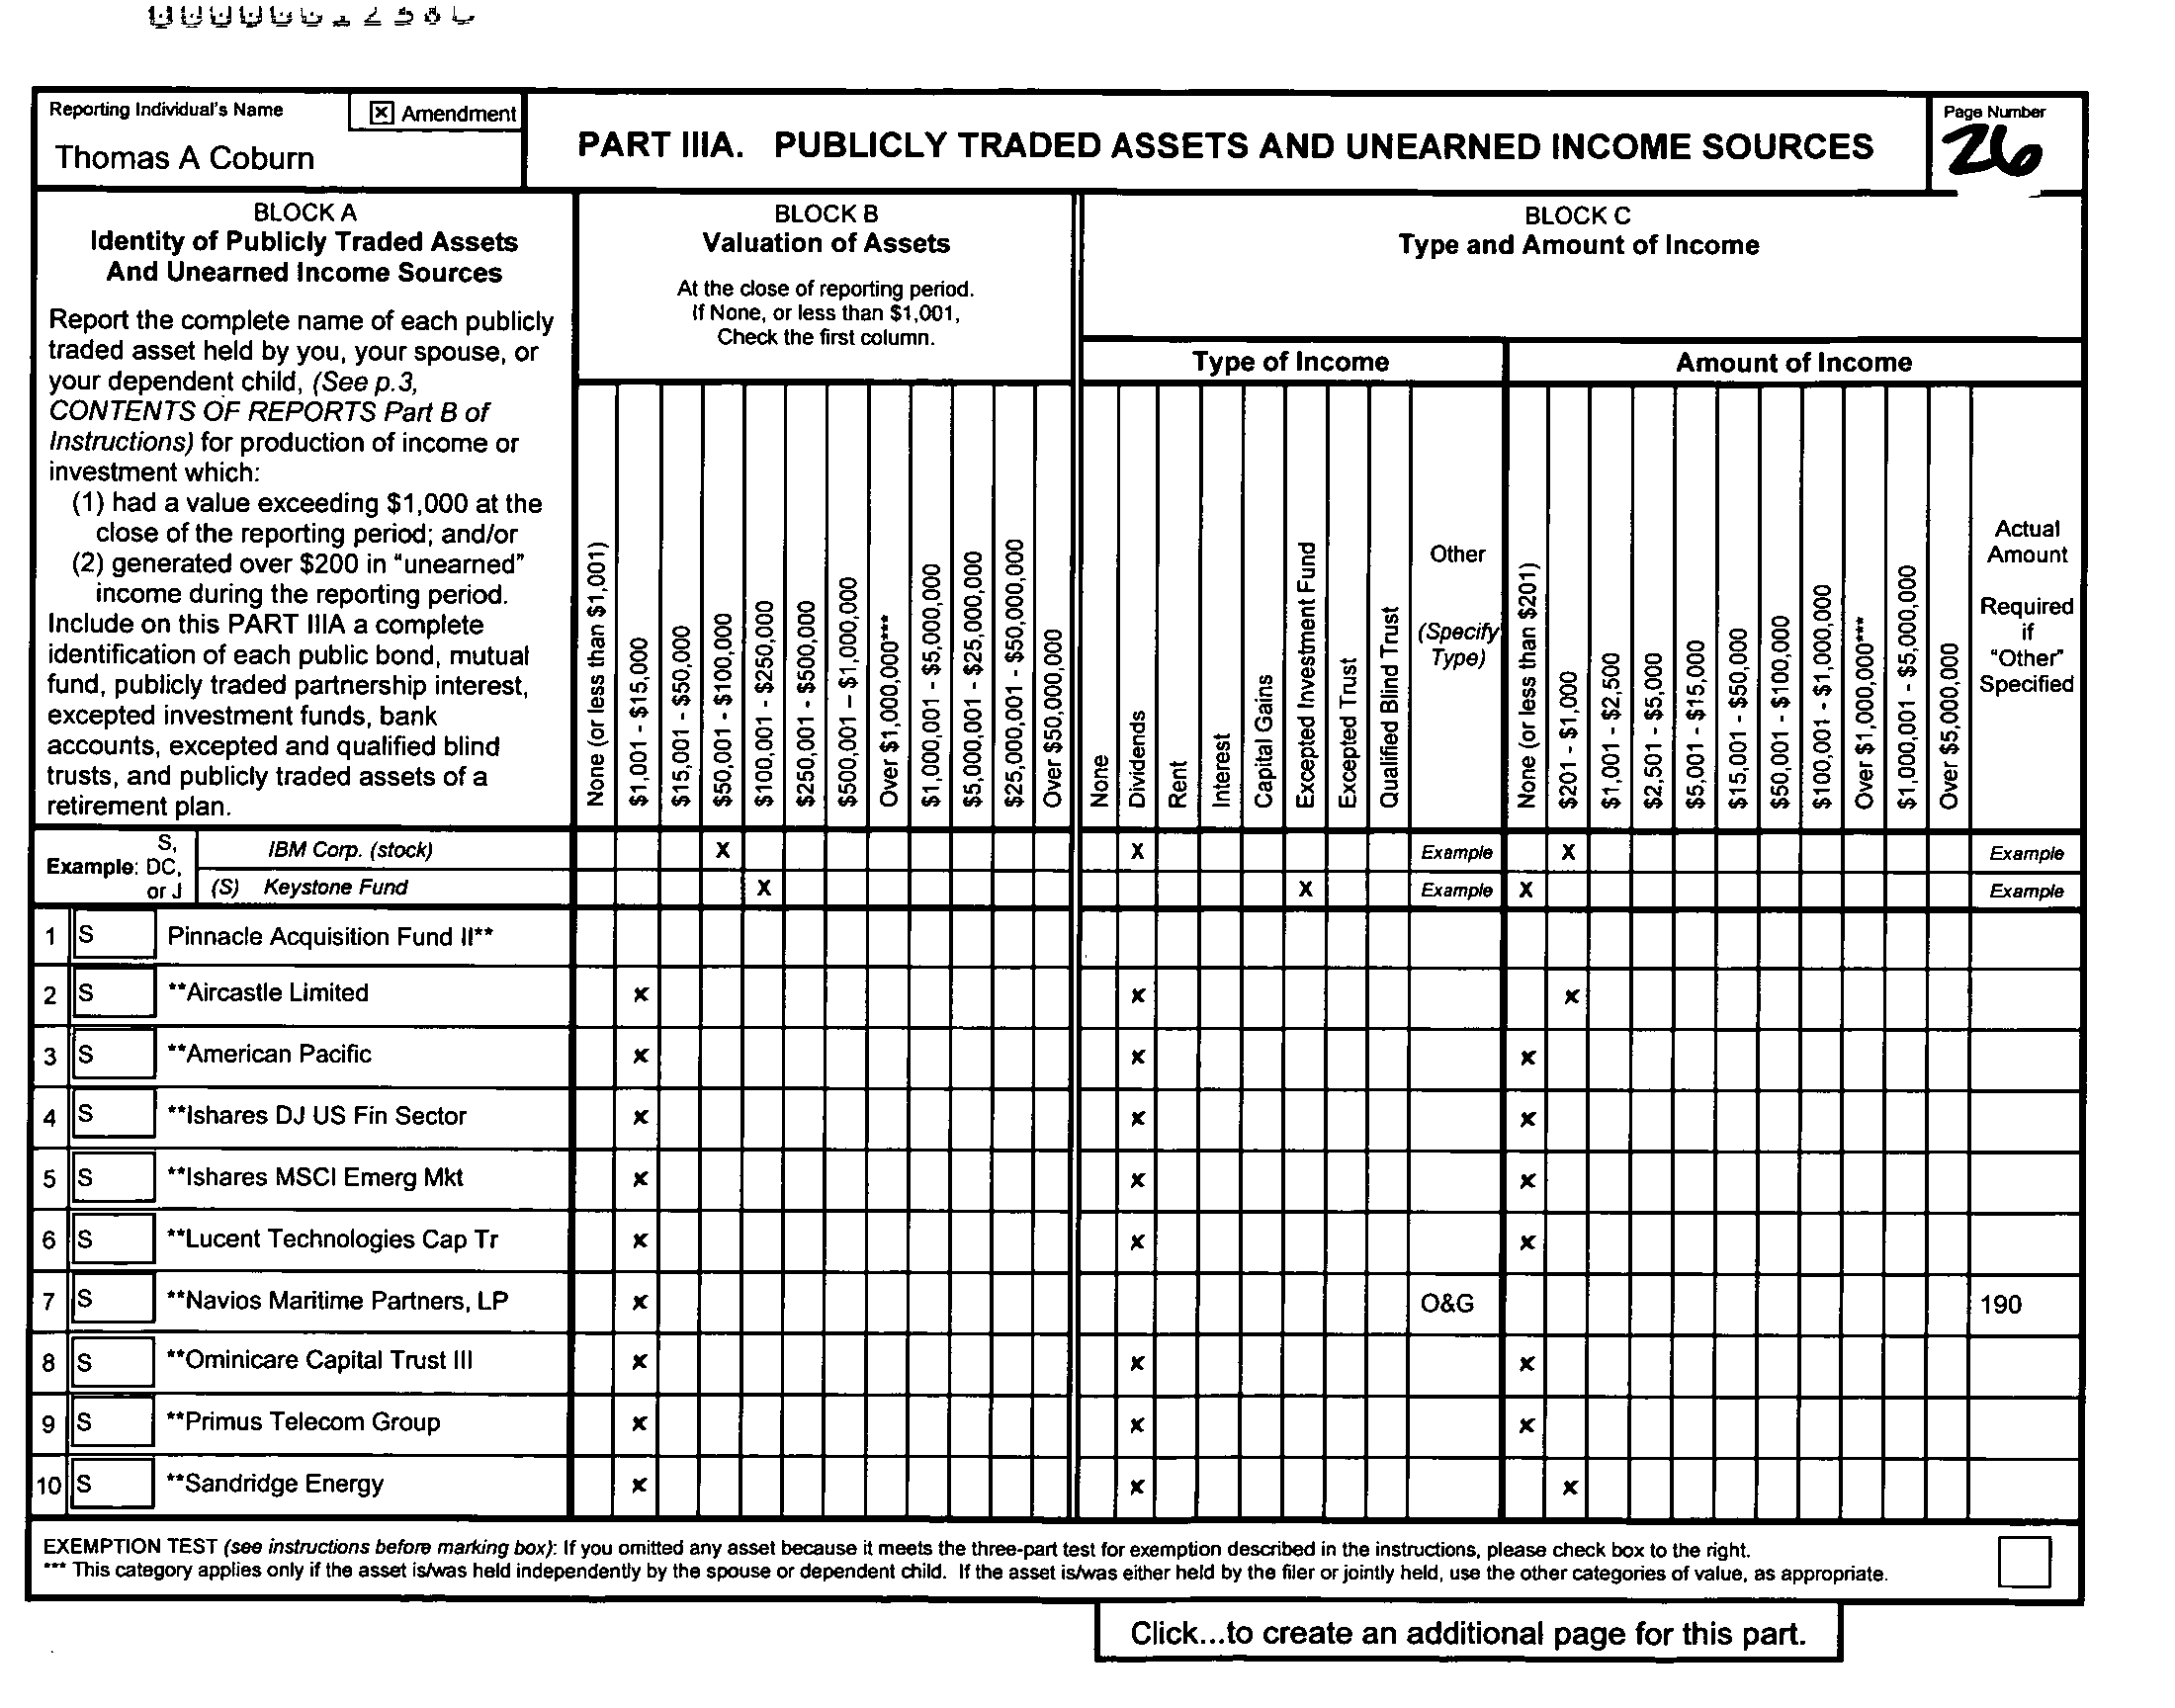 Reporting Individual's Name
[x] Amendment
Thomas A Coburn
PART IIIA. PUBLICLY TRADED ASSETS AND UNEARNED INCOME SOURCES
Page Number
26
BLOCK A
Identity of Publicly Traded Assets
And Unearned Income Sources
Report the complete name of each publicly
traded asset held by you, your spouse, or
your dependent child, (See p.3,
CONTENTS OF REPORTS Part B of
Instructions) for production of income or
investment which:
(1) had a value exceeding $1,000 at the
close of the reporting period; and/or
(2) generated over $200 in "unearned"
income during the reporting period.
Include on this PART IIIA a complete
identification of each public bond, mutual
fund, publicly traded partnership interest,
excepted investment funds, bank
accounts, excepted and qualified blind
trusts, and publicly traded assets of a
retirement plan.
BLOCK B
Valuation of Assets
At the close of reporting period.
If None, or less than $1,001,
Check the first column.
None (or less than $1,001)
$1,001 - $15,000
$15,001 - $50,000
$50,001 - $100,000
$100,001 - $250,000
$250,001 - $500,000
$500,001 – $1,000,000
Over $1,000,000***
$1,000,001 - $5,000,000
$5,000,001 - $25,000,000
$25,000,001 - $50,000,000
Over $50,000,000
BLOCK C
Type and Amount of Income
Type of Income
None
Dividends
Rent
Interest
Capital Gains
Excepted Investment Fund
Excepted Trust
Qualified Blind Trust
Other
(Specify
Type)
Amount of Income
None (or less than $201)
$201 - $1,000
$1,001 - $2,500
$2,501 - $5,000
$5,001 - $15,000
$15,001 - $50,000
$50,001 - $100,000
$100,001 - $1,000,000
Over $1,000,000***
$1,000,001 - $5,000,000
Over $5,000,000
Actual
Amount
Required
if
"Other"
Specified
Example: S, DC, or J
IBM Corp. (stock) X X Example X Example
(S) Keystone Fund X X Example X Example
1 S Pinnacle Acquisition Fund II**
2 S **Aircastle Limited x x x
3 S **American Pacific x x x
4 S **Ishares DJ US Fin Sector x x x
5 S **Ishares MSCI Emerg Mkt x x x
6 S **Lucent Technologies Cap Tr x x x
7 S **Navios Maritime Partners, LP x O&G 190
8 S **Ominicare Capital Trust III x x x
9 S **Primus Telecom Group x x x
10 S **Sandridge Energy x x x
EXEMPTION TEST (see instructions before marking box): If you omitted any asset because it meets the three-part test for exemption described in the instructions, please check box to the right.
*** This category applies only if the asset is/was held independently by the spouse or dependent child. If the asset is/was either held by the filer or jointly held, use the other categories of value, as appropriate.
Click...to create an additional page for this part.